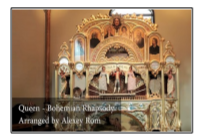 Queen - Bohemian Rhapsody
Arranged by Alexey Rom